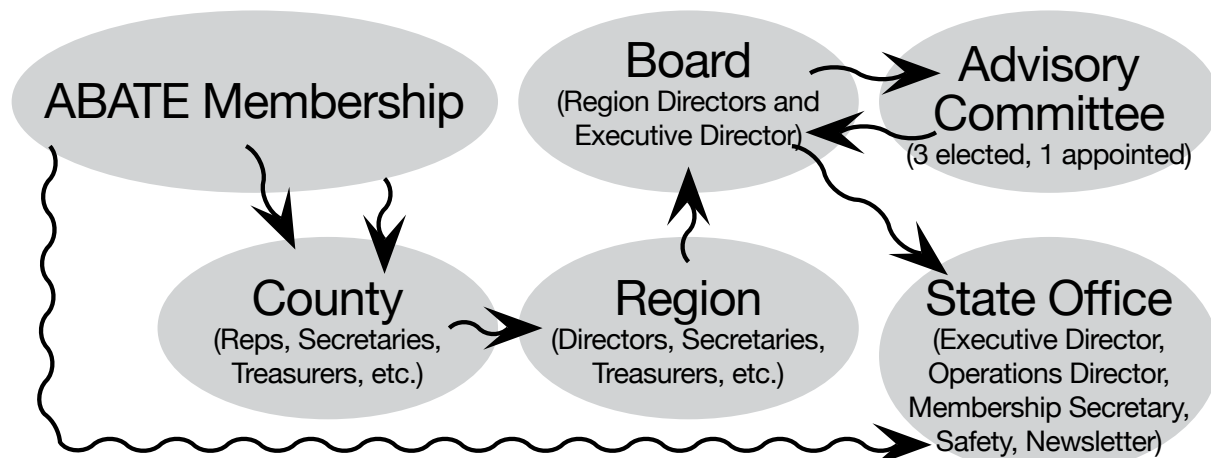 ABATE Membership
Board
(Region Directors and
Executive Director)
Advisory
Committee
(3 elected, 1 appointed)
County
(Reps, Secretaries,
Treasurers, etc.)
Region
(Directors, Secretaries,
Treasurers, etc.)
State Office
(Executive Director,
Operations Director,
Membership Secretary,
Safety, Newsletter)